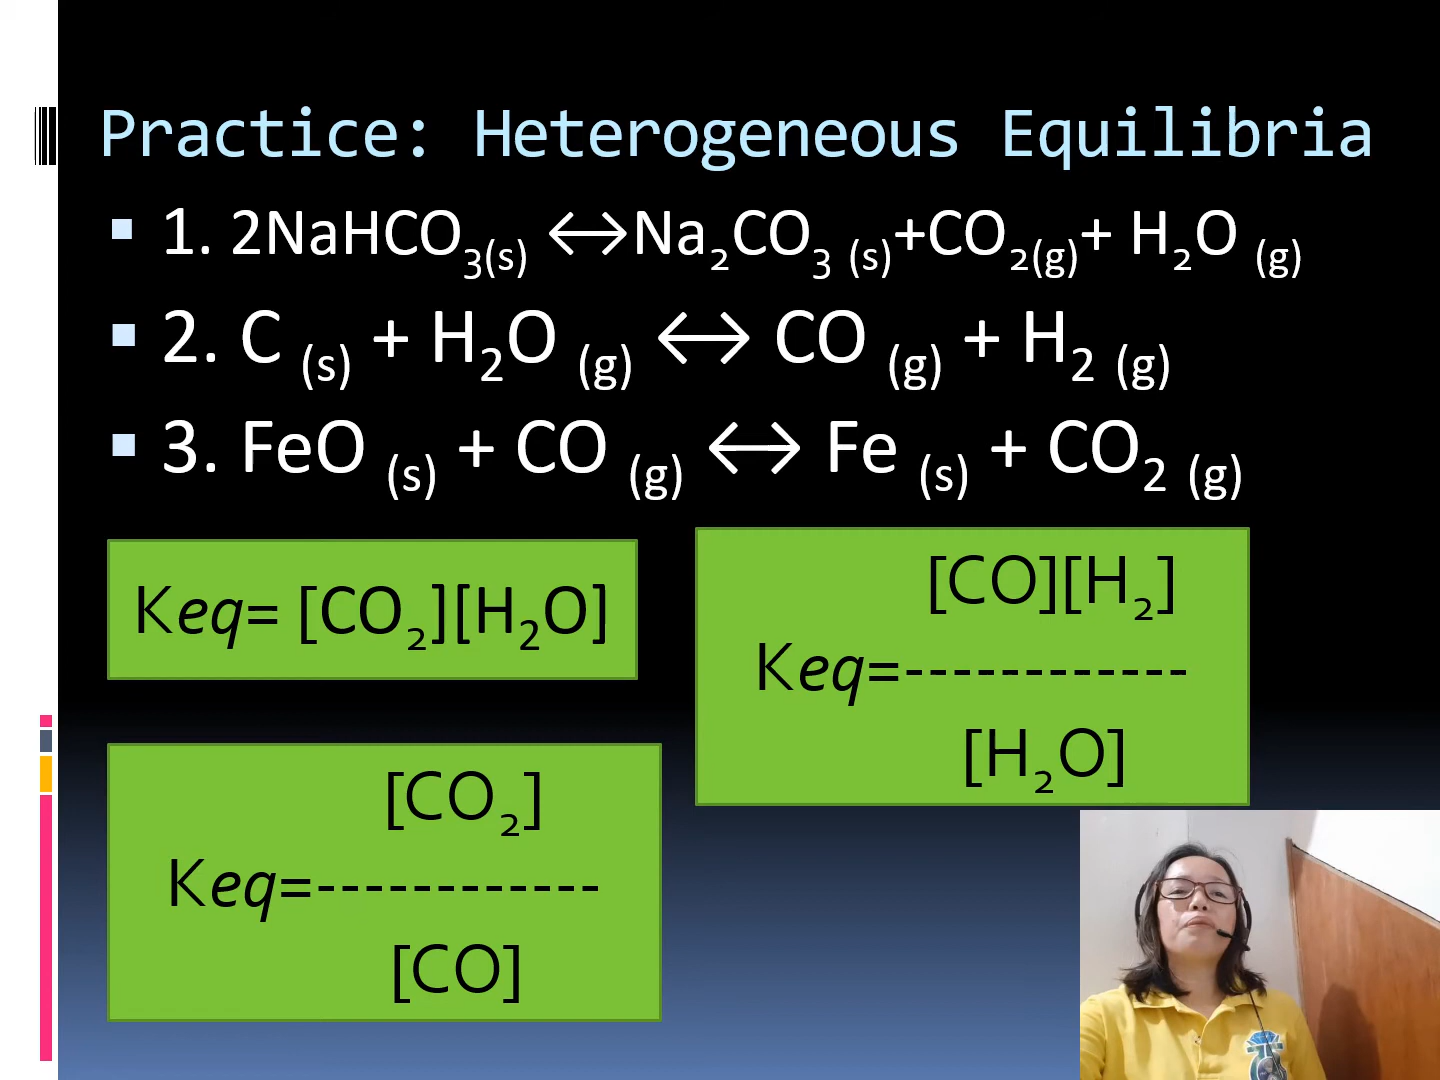 Practice: Heterogeneous Equilibria
1. 2NaHCO₃(s) ↔Na₂CO₃ (s)+CO₂(g)+ H₂O (g)
2. C (s) + H₂O (g) ↔ CO (g) + H₂ (g)
3. FeO (s) + CO (g) ↔ Fe (s) + CO₂ (g)
Keq= [CO₂][H₂O]
[CO][H₂]
Keq=------------
[H₂O]
[CO₂]
Keq=------------
[CO]